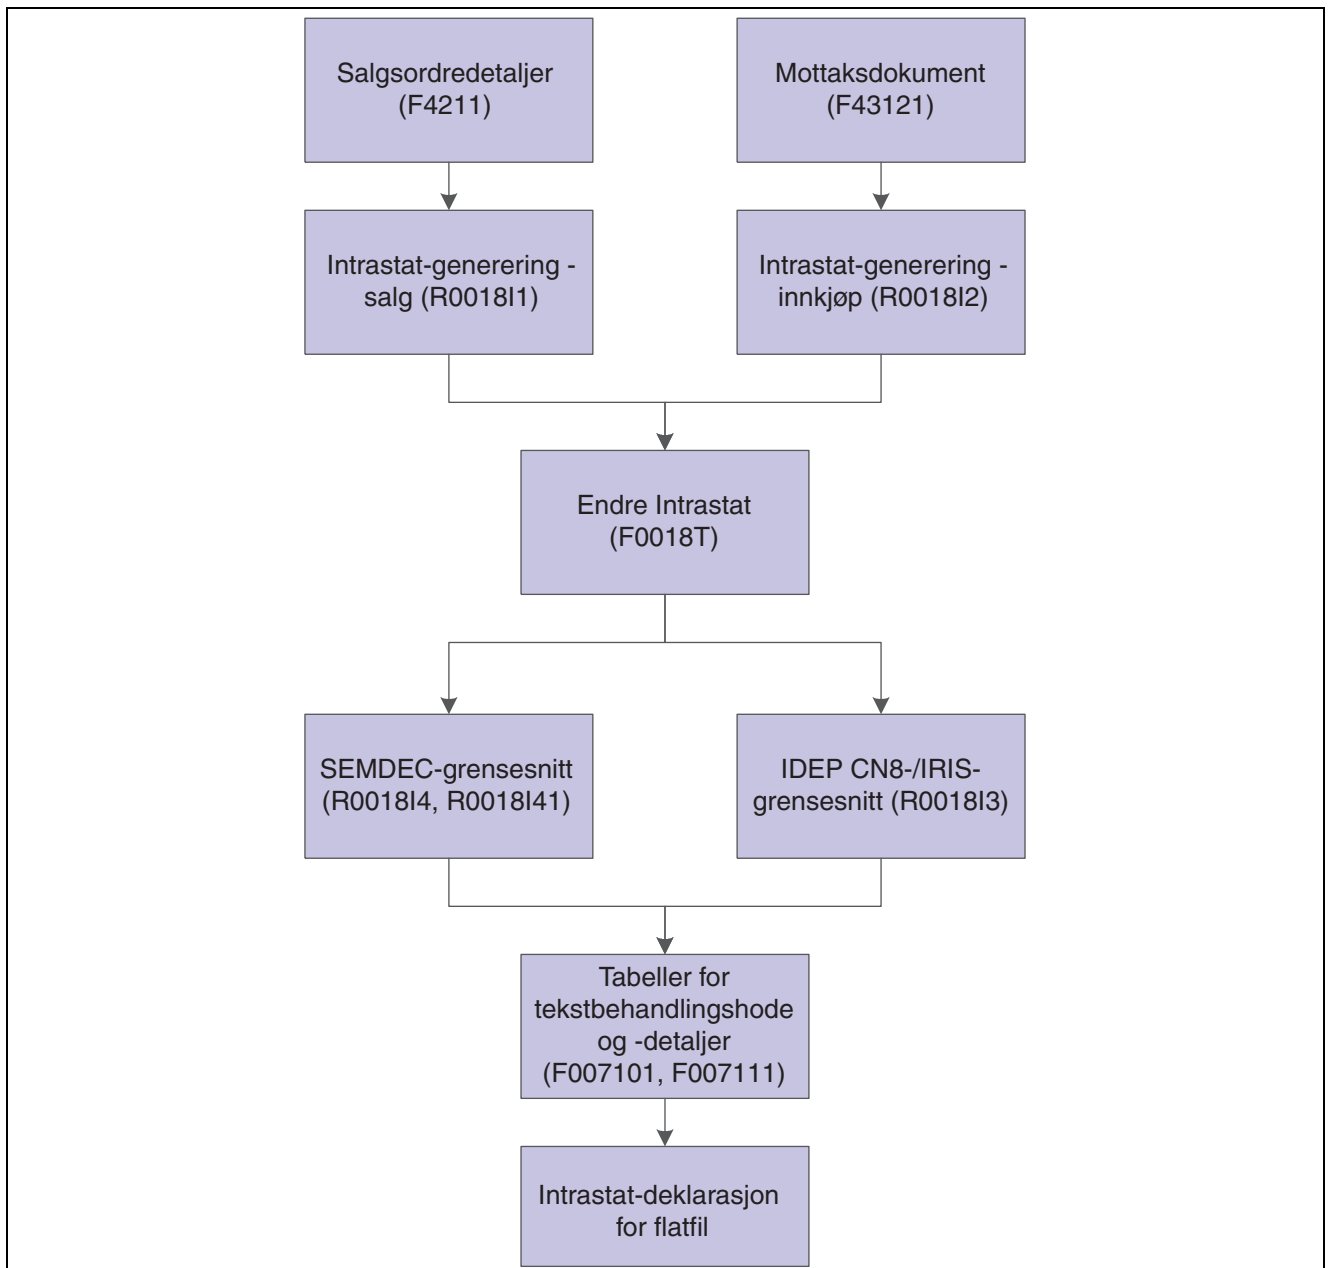 Salgsordredetaljer
(F4211)
Mottaksdokument
(F43121)
Intrastat-generering -
salg (R0018I1)
Intrastat-generering -
innkjøp (R0018I2)
Endre Intrastat
(F0018T)
SEMDEC-grensesnitt
(R0018I4, R0018I41)
IDEP CN8-/IRIS-
grensesnitt (R0018I3)
Tabeller for
tekstbehandlingshode
og -detaljer
(F007101, F007111)
Intrastat-deklarasjon
for flatfil